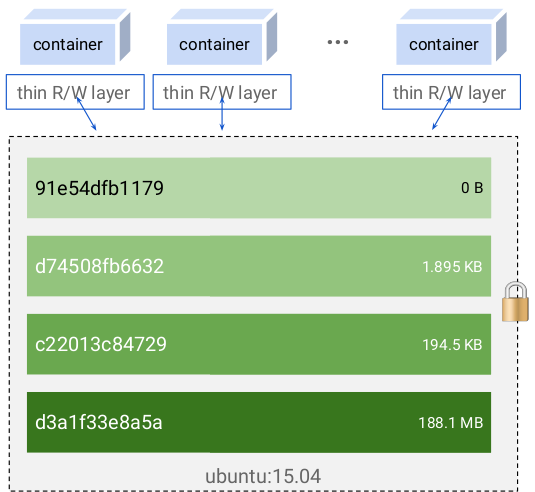 container
container
...
container
thin R/W layer
thin R/W layer
thin R/W layer
91e54dfb1179 0 B
d74508fb6632 1.895 KB
c22013c84729 194.5 KB
d3a1f33e8a5a 188.1 MB
ubuntu:15.04